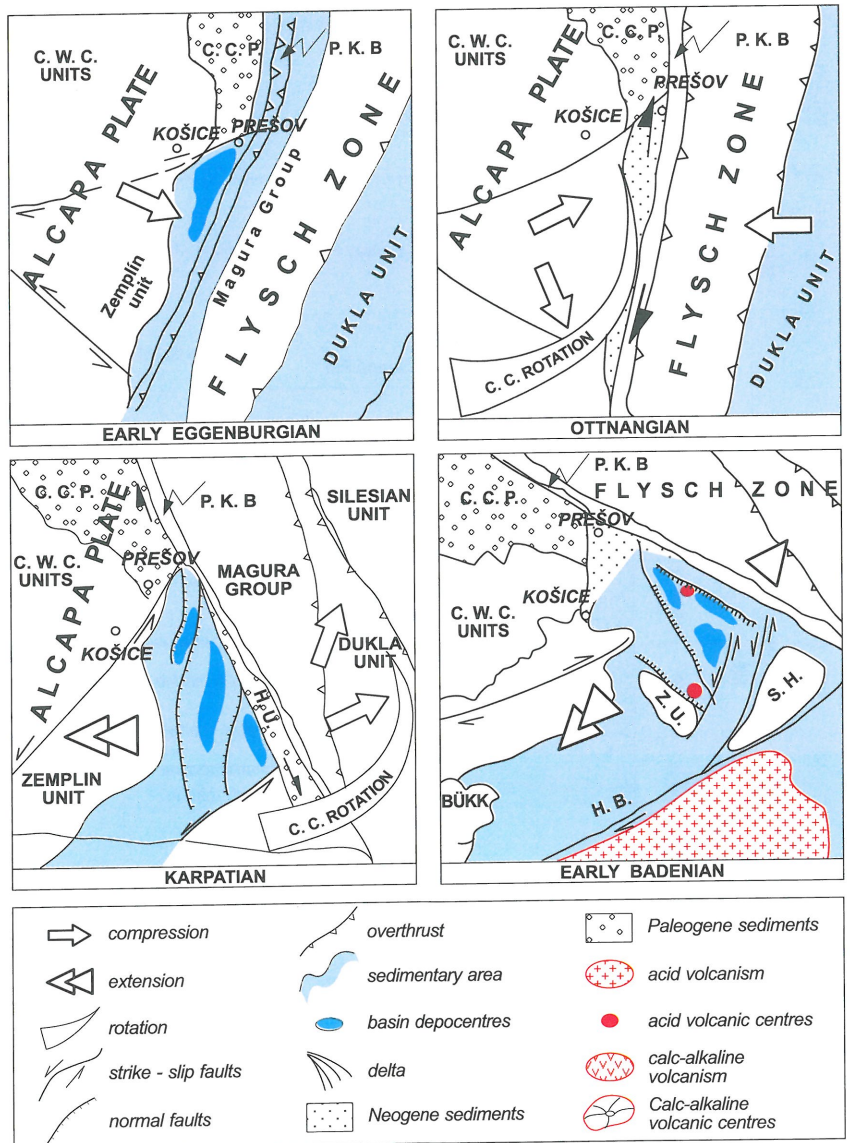 C. W. C.
UNITS
C. C. P.
P. K. B
ALCAPA PLATE
KOŠICE
PREŠOV
Zemplín
unit
Magura Group
FLYSCH ZONE
DUKLA UNIT
EARLY EGGENBURGIAN
C. W. C.
UNITS
C. C. P.
P. K. B
ALCAPA PLATE
PREŠOV
KOŠICE
FLYSCH ZONE
DUKLA UNIT
C. C. ROTATION
OTTNANGIAN
C. C. P.
P. K. B
SILESIAN
UNIT
C. W. C.
UNITS
ALCAPA PLATE
PREŠOV
MAGURA
GROUP
KOŠICE
DUKLA
UNIT
H.U.
ZEMPLIN
UNIT
C. C. ROTATION
KARPATIAN
P. K. B
FLYSCH ZONE
C. C. P.
PREŠOV
KOŠICE
C. W. C.
UNITS
Z. U.
S. H.
BÜKK
H. B.
EARLY BADENIAN
compression
extension
rotation
strike - slip faults
normal faults
overthrust
sedimentary area
basin depocentres
delta
Neogene sediments
Paleogene sediments
acid volcanism
acid volcanic centres
calc-alkaline
volcanism
Calc-alkaline
volcanic centres